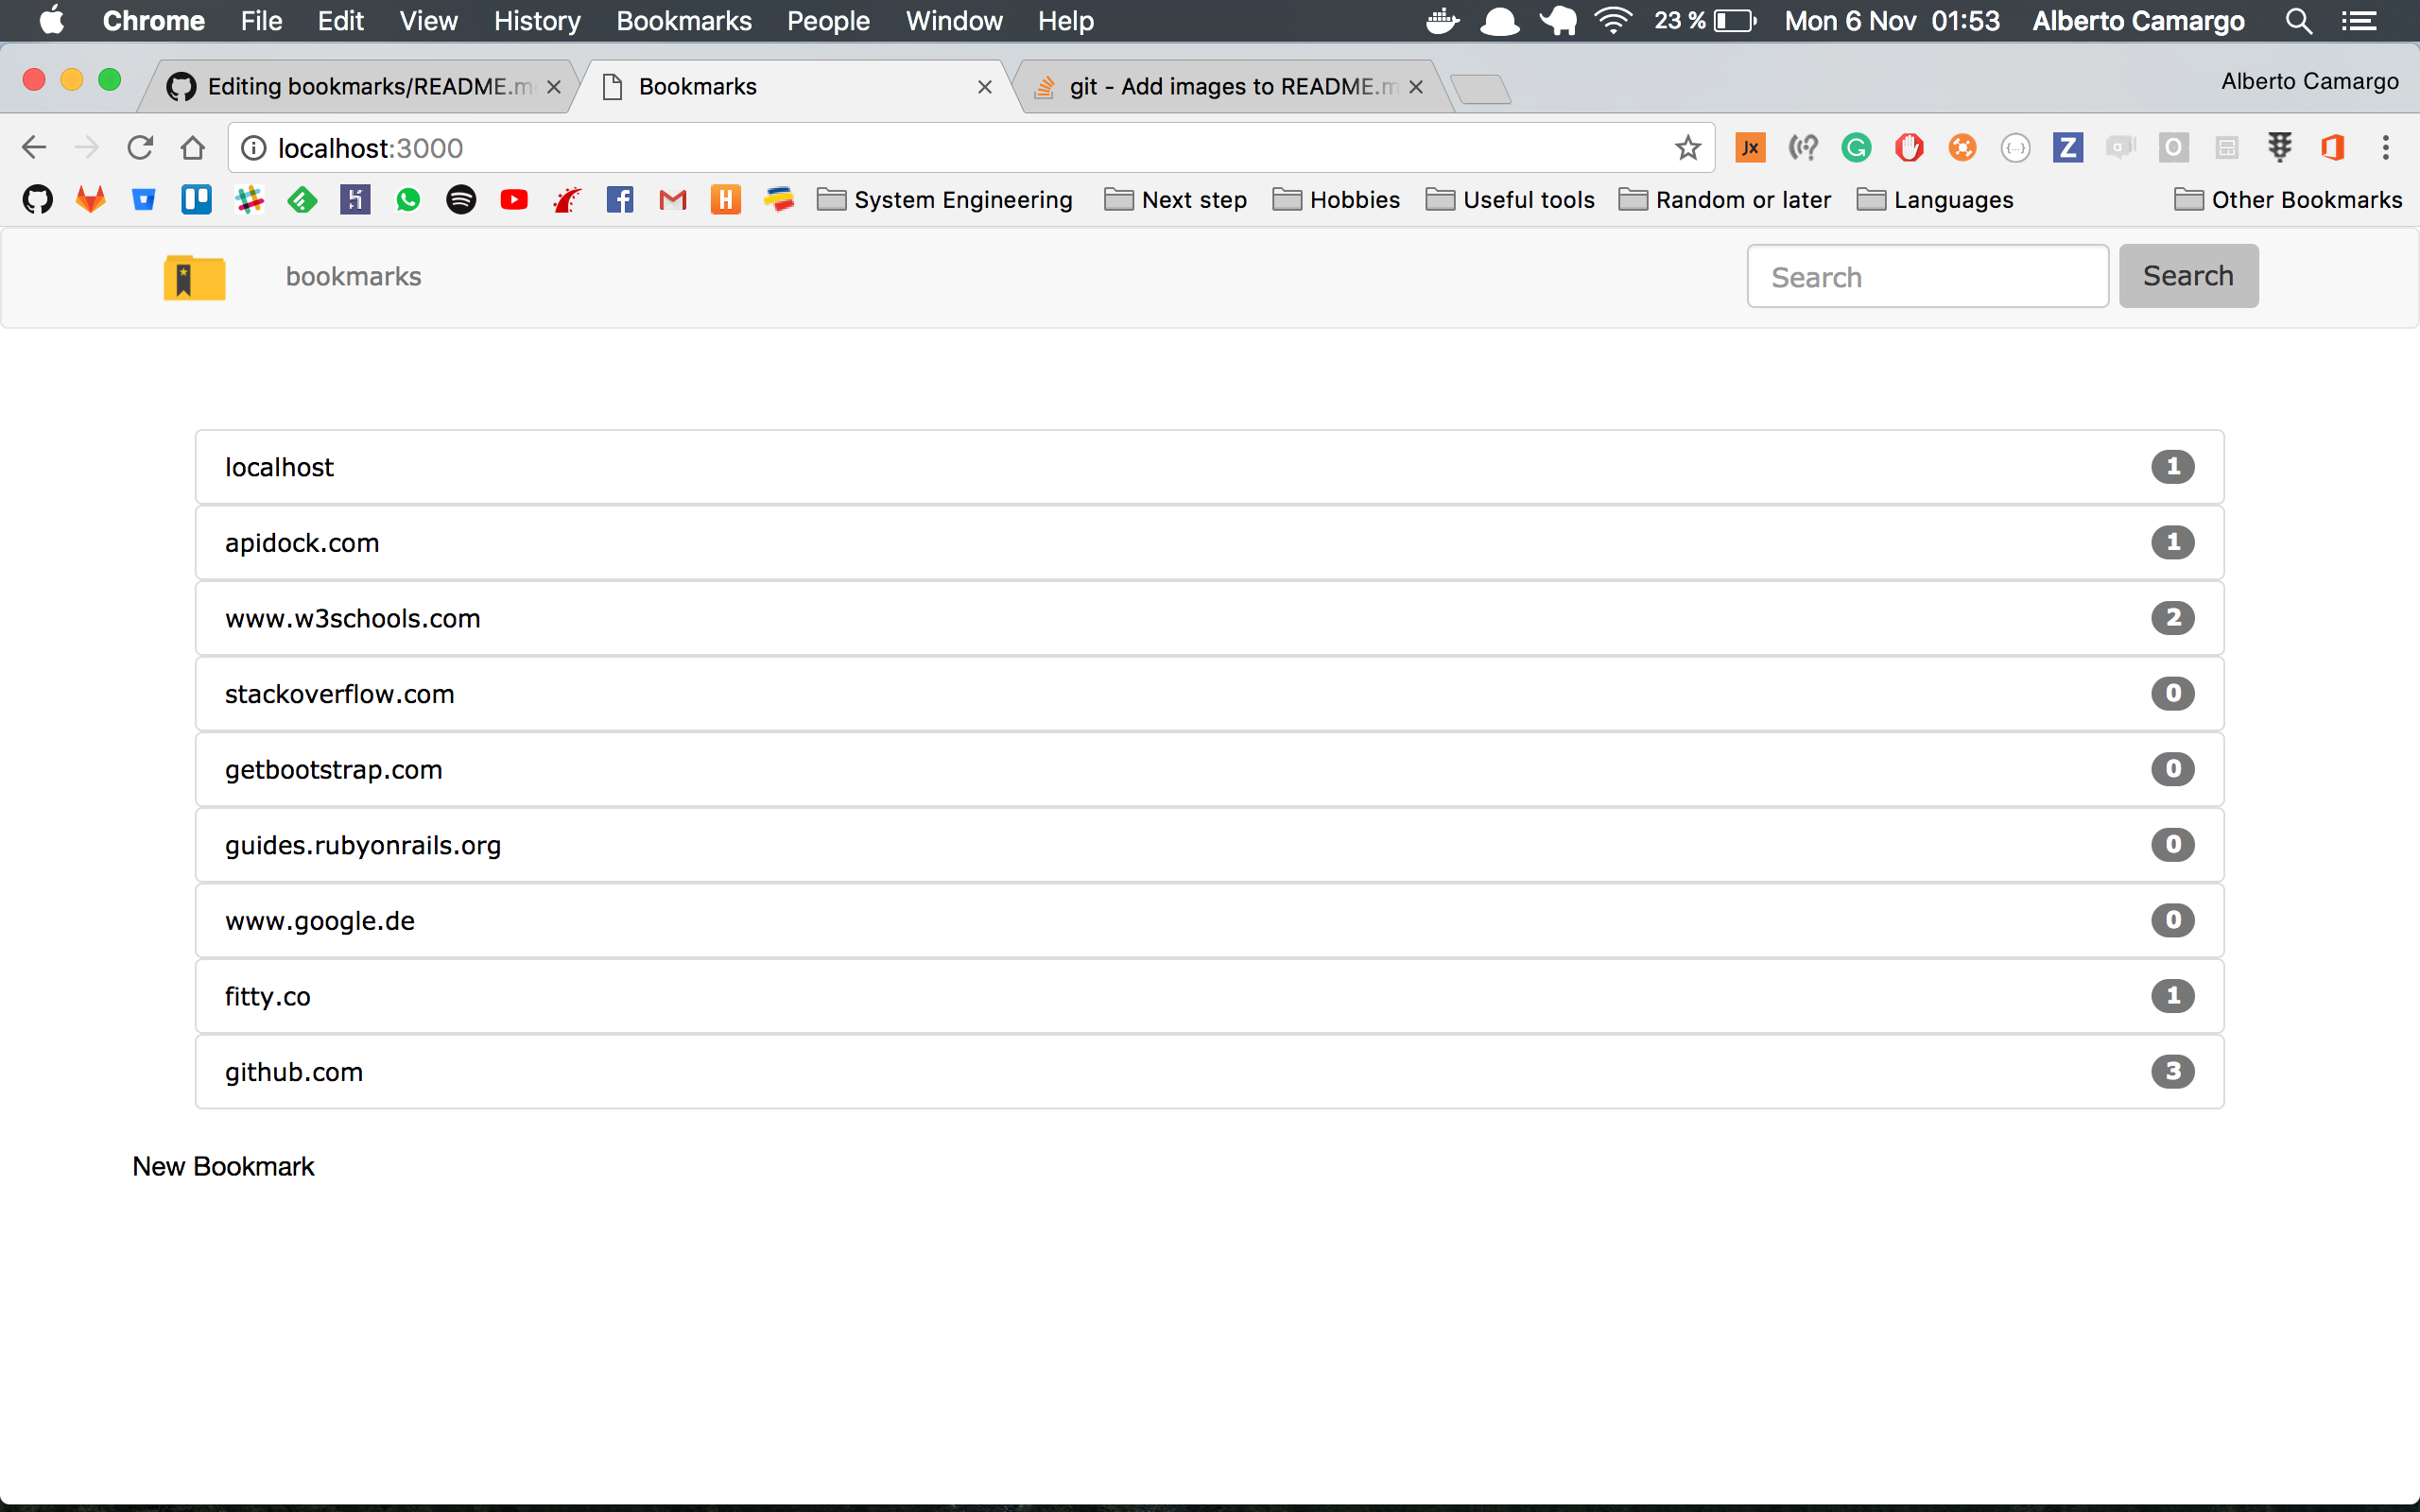 Chrome File Edit View History Bookmarks People Window Help 23 % Mon 6 Nov 01:53 Alberto Camargo
Editing bookmarks/README.m Bookmarks git - Add images to README.m Alberto Camargo
localhost:3000
System Engineering Next step Hobbies Useful tools Random or later Languages Other Bookmarks
bookmarks Search Search
localhost 1
apidock.com 1
www.w3schools.com 2
stackoverflow.com 0
getbootstrap.com 0
guides.rubyonrails.org 0
www.google.de 0
fitty.co 1
github.com 3
New Bookmark